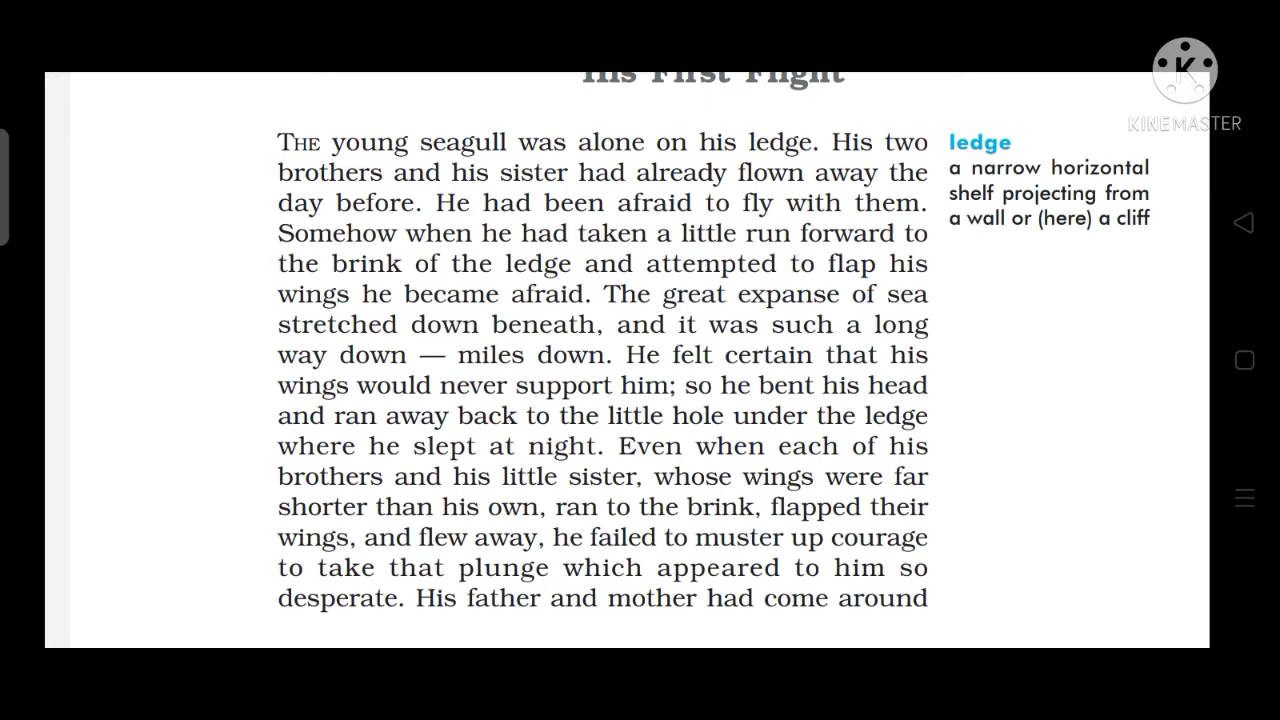 His First Flight
K
KINEMASTER
THE young seagull was alone on his ledge. His two
brothers and his sister had already flown away the
day before. He had been afraid to fly with them.
Somehow when he had taken a little run forward to
the brink of the ledge and attempted to flap his
wings he became afraid. The great expanse of sea
stretched down beneath, and it was such a long
way down — miles down. He felt certain that his
wings would never support him; so he bent his head
and ran away back to the little hole under the ledge
where he slept at night. Even when each of his
brothers and his little sister, whose wings were far
shorter than his own, ran to the brink, flapped their
wings, and flew away, he failed to muster up courage
to take that plunge which appeared to him so
desperate. His father and mother had come around
ledge
a narrow horizontal
shelf projecting from
a wall or (here) a cliff